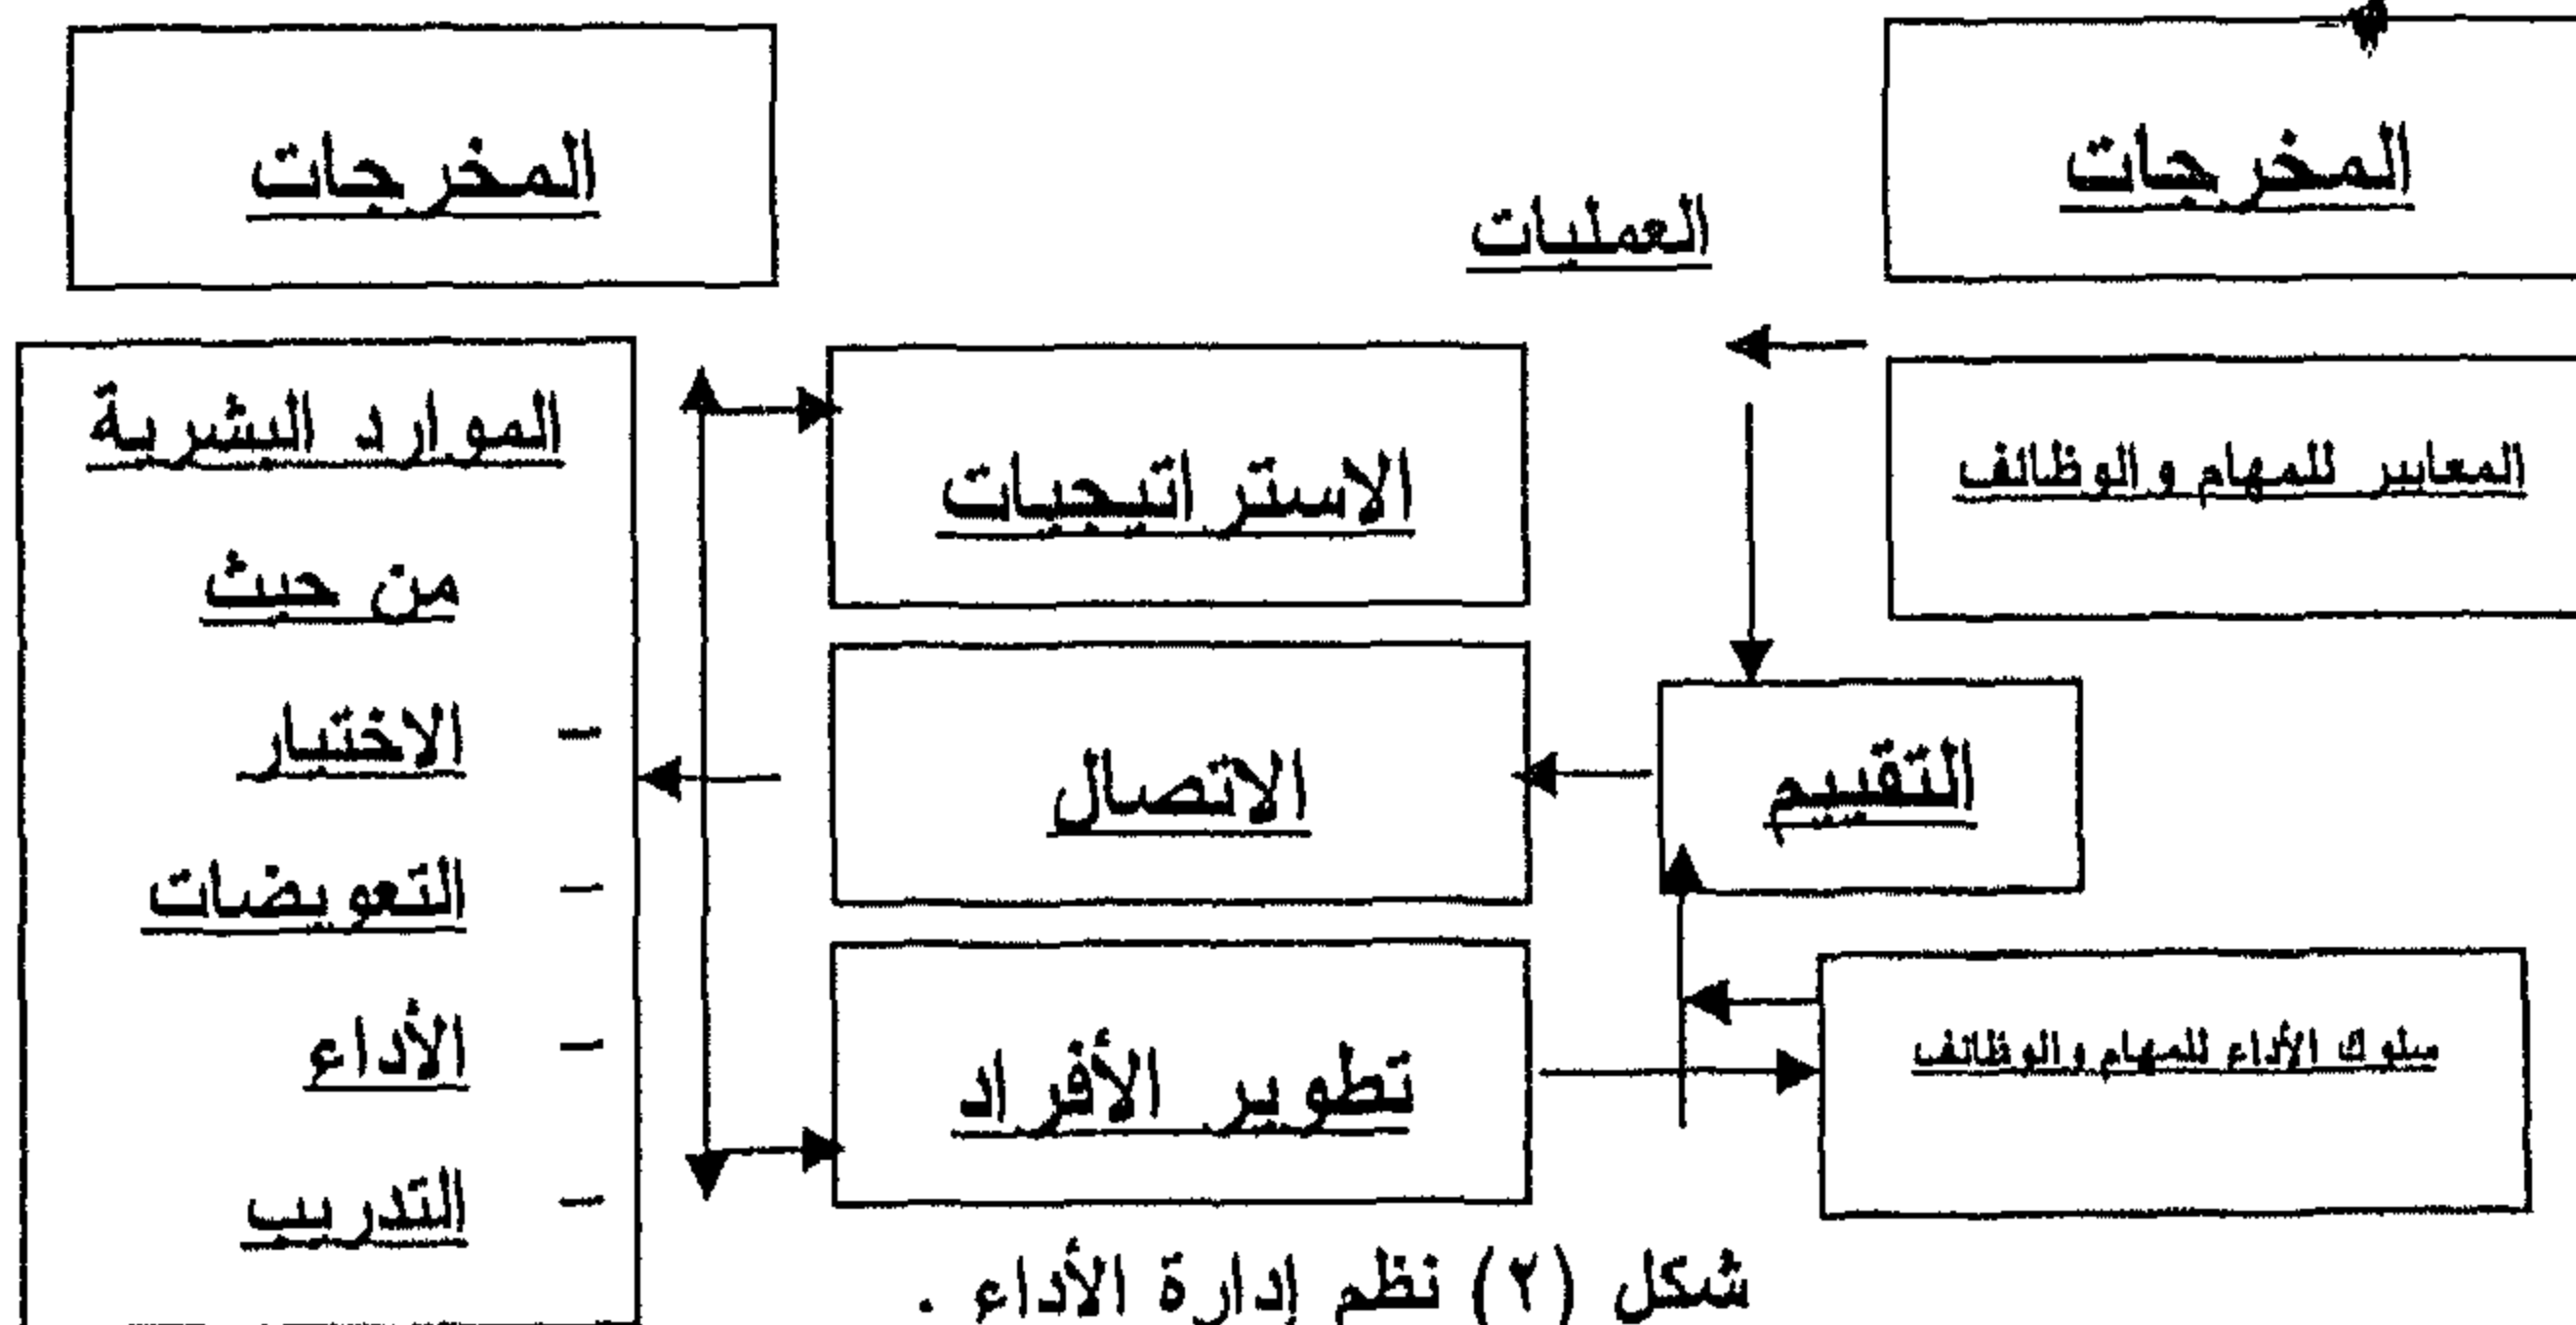 المخرجات
العمليات
المخرجات
المعايير للمهام والوظائف
التقييم
سلوك الأداء للمهام والوظائف
الاستراتيجيات
الاتصال
تطوير الأفراد
الموارد البشرية
من حيث
- الاختيار
- التعويضات
- الأداء
- التدريب
شكل (٢) نظم إدارة الأداء .